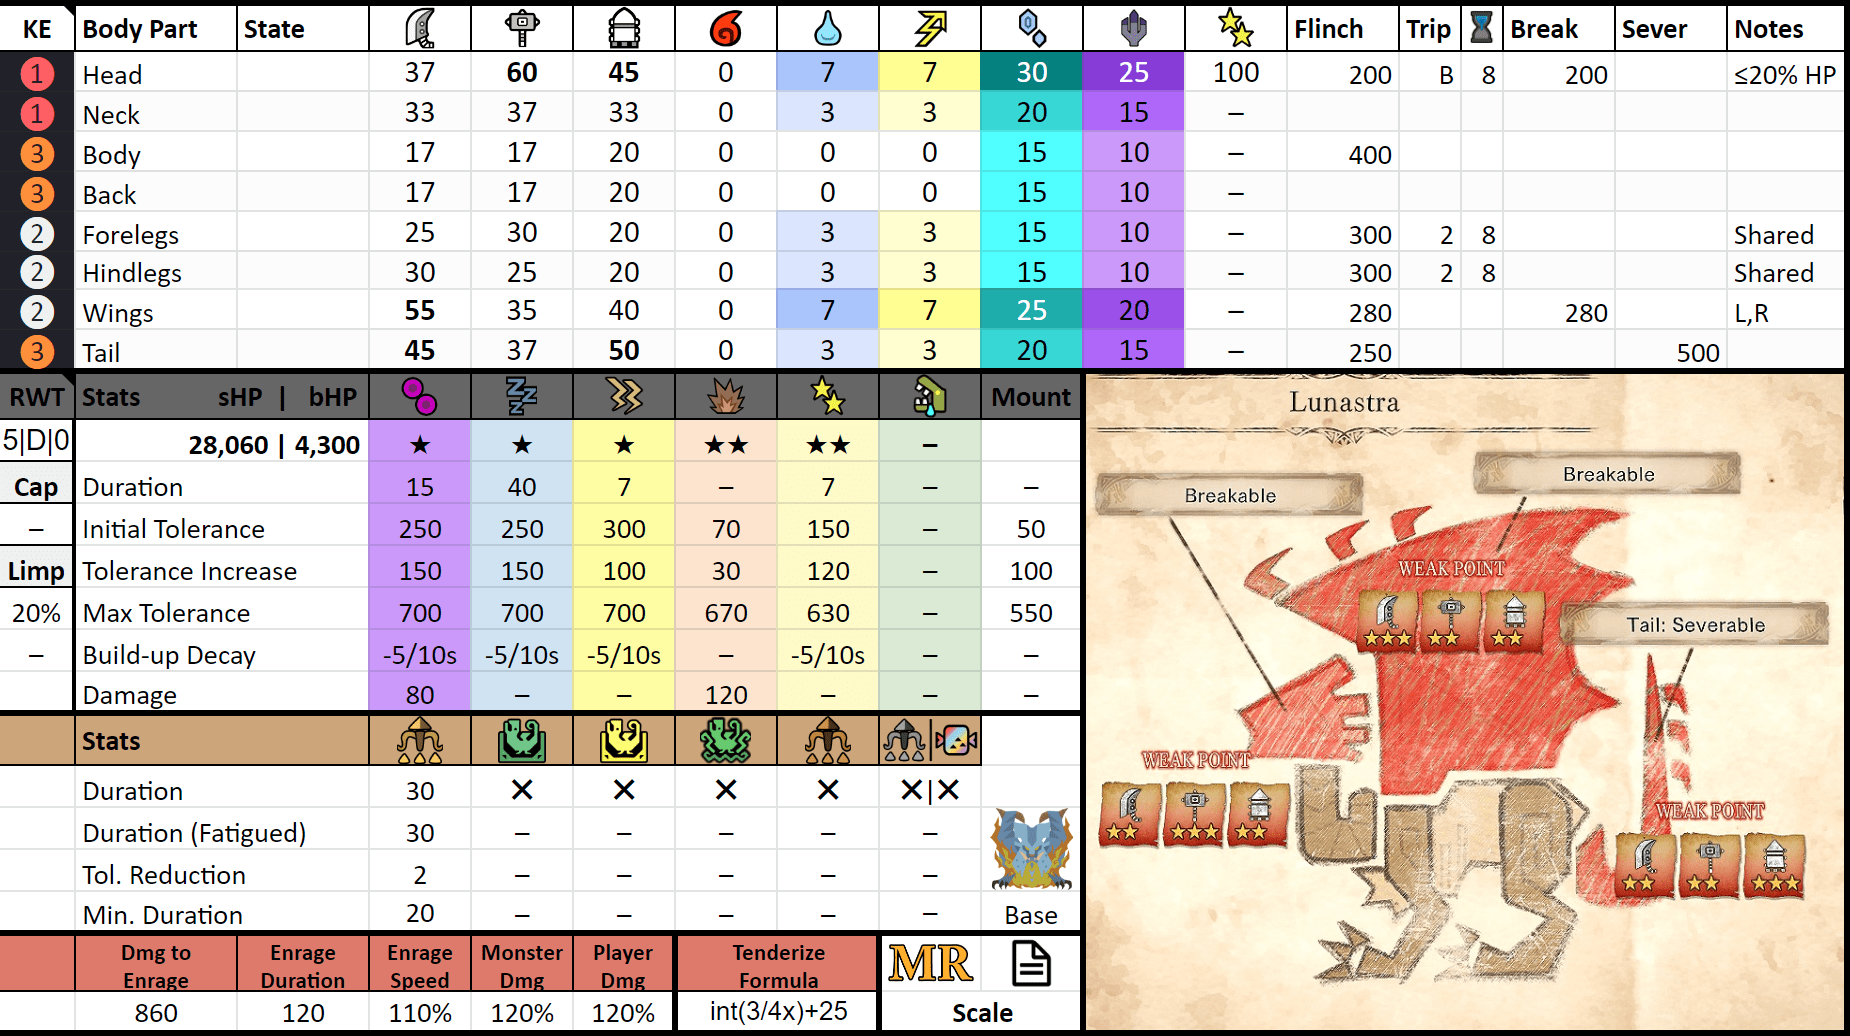 KE Body Part State Flinch Trip Break Sever Notes
1 Head 37 60 45 0 7 7 30 25 100 200 B 8 200 ≤20% HP
1 Neck 33 37 33 0 3 3 20 15 –
3 Body 17 17 20 0 0 0 15 10 – 400
3 Back 17 17 20 0 0 0 15 10 –
2 Forelegs 25 30 20 0 3 3 15 10 – 300 2 8 Shared
2 Hindlegs 30 25 20 0 3 3 15 10 – 300 2 8 Shared
2 Wings 55 35 40 0 7 7 25 20 – 280 280 L,R
3 Tail 45 37 50 0 3 3 20 15 – 250 500
RWT Stats sHP | bHP Mount
5|D|0 28,060 | 4,300 ★ ★ ★ ★★ ★★ –
Cap Duration 15 40 7 – 7 – –
– Initial Tolerance 250 250 300 70 150 – 50
Limp Tolerance Increase 150 150 100 30 120 – 100
20% Max Tolerance 700 700 700 670 630 – 550
– Build-up Decay -5/10s -5/10s -5/10s – -5/10s – –
Damage 80 – – 120 – – –
Stats
Duration 30 ✕ ✕ ✕ ✕ ✕|✕
Duration (Fatigued) 30 – – – – –
Tol. Reduction 2 – – – – –
Min. Duration 20 – – – – – Base
Dmg to Enrage Enrage Duration Enrage Speed Monster Dmg Player Dmg Tenderize Formula MR
860 120 110% 120% 120% int(3/4x)+25 Scale
Lunastra
Breakable
Breakable
WEAK POINT
Tail: Severable
WEAK POINT
WEAK POINT